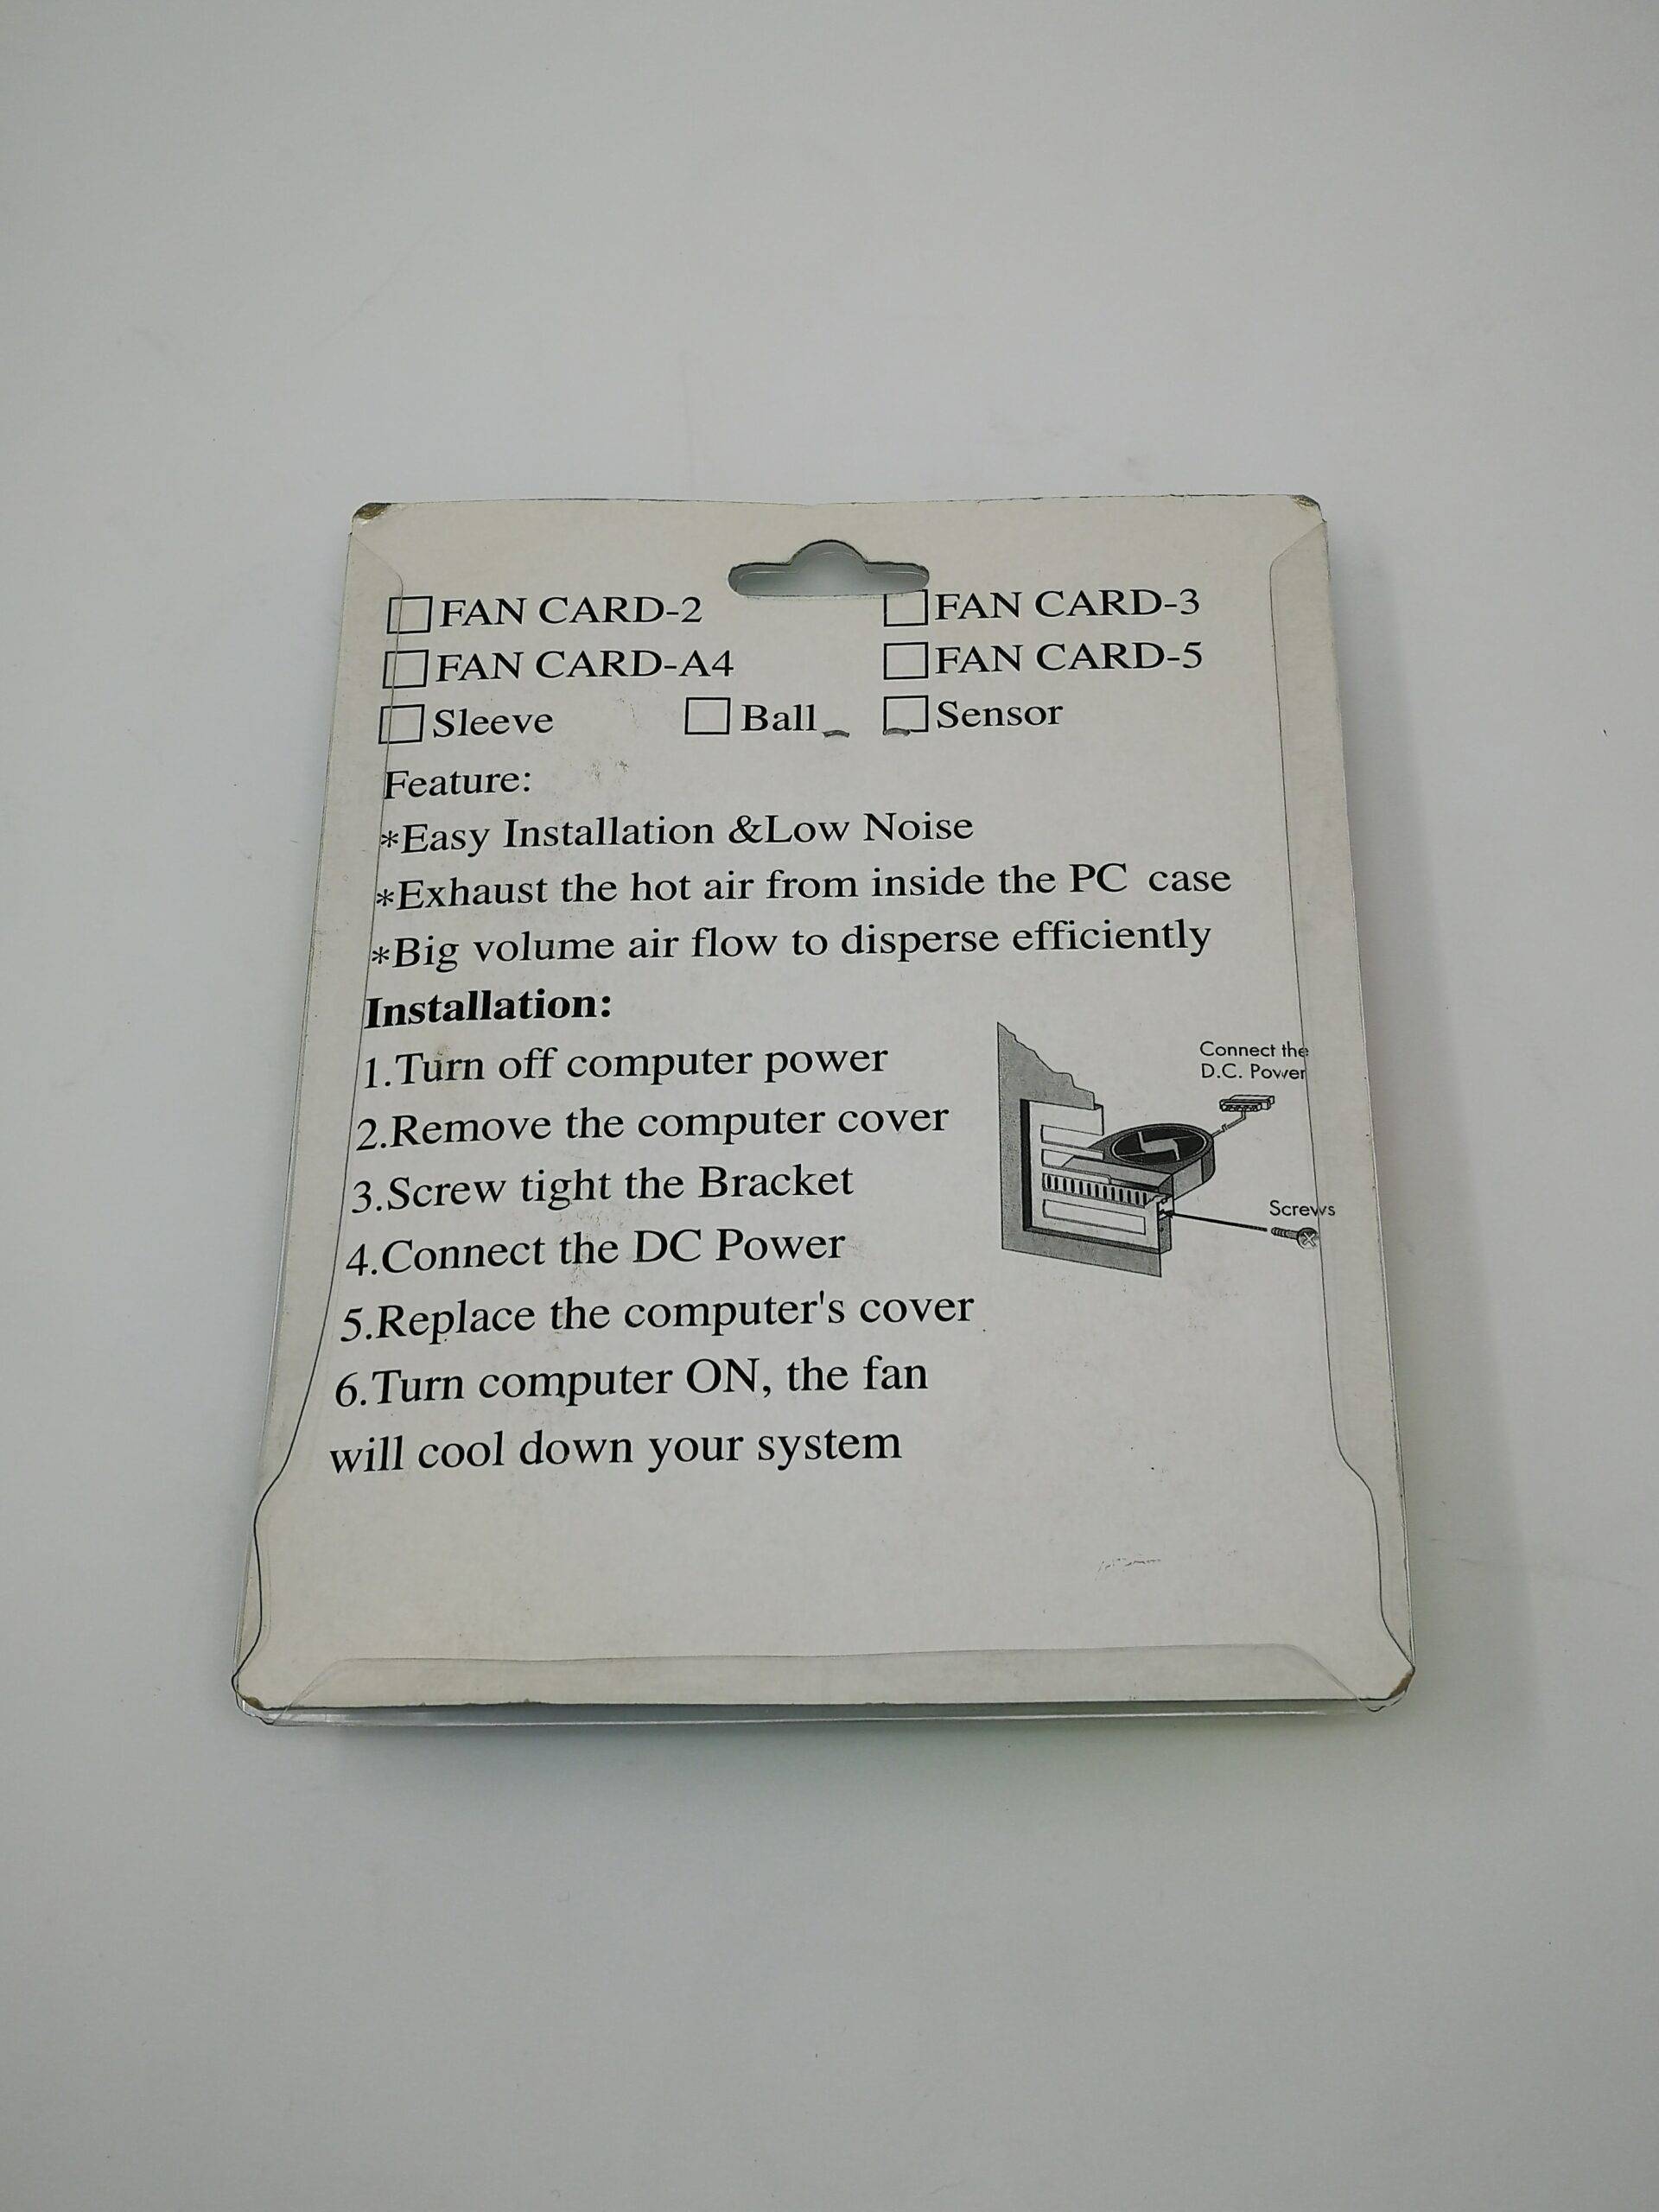 FAN CARD-2 FAN CARD-3
FAN CARD-A4 FAN CARD-5
Sleeve Ball Sensor
Feature:
*Easy Installation &Low Noise
*Exhaust the hot air from inside the PC case
*Big volume air flow to disperse efficiently
Installation:
1.Turn off computer power
2.Remove the computer cover
3.Screw tight the Bracket
4.Connect the DC Power
5.Replace the computer's cover
6.Turn computer ON, the fan
will cool down your system
Connect the
D.C. Power
Screws